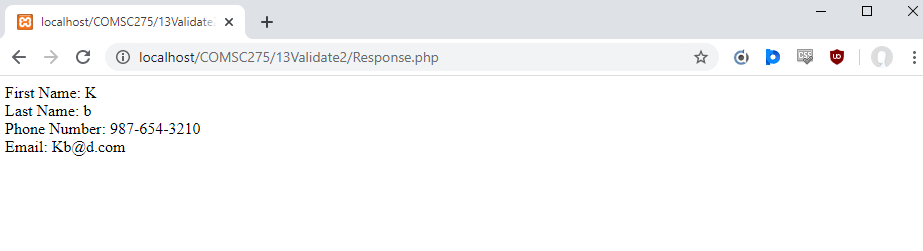 localhost/COMSC275/13Validate
localhost/COMSC275/13Validate2/Response.php
First Name: K
Last Name: b
Phone Number: 987-654-3210
Email: Kb@d.com